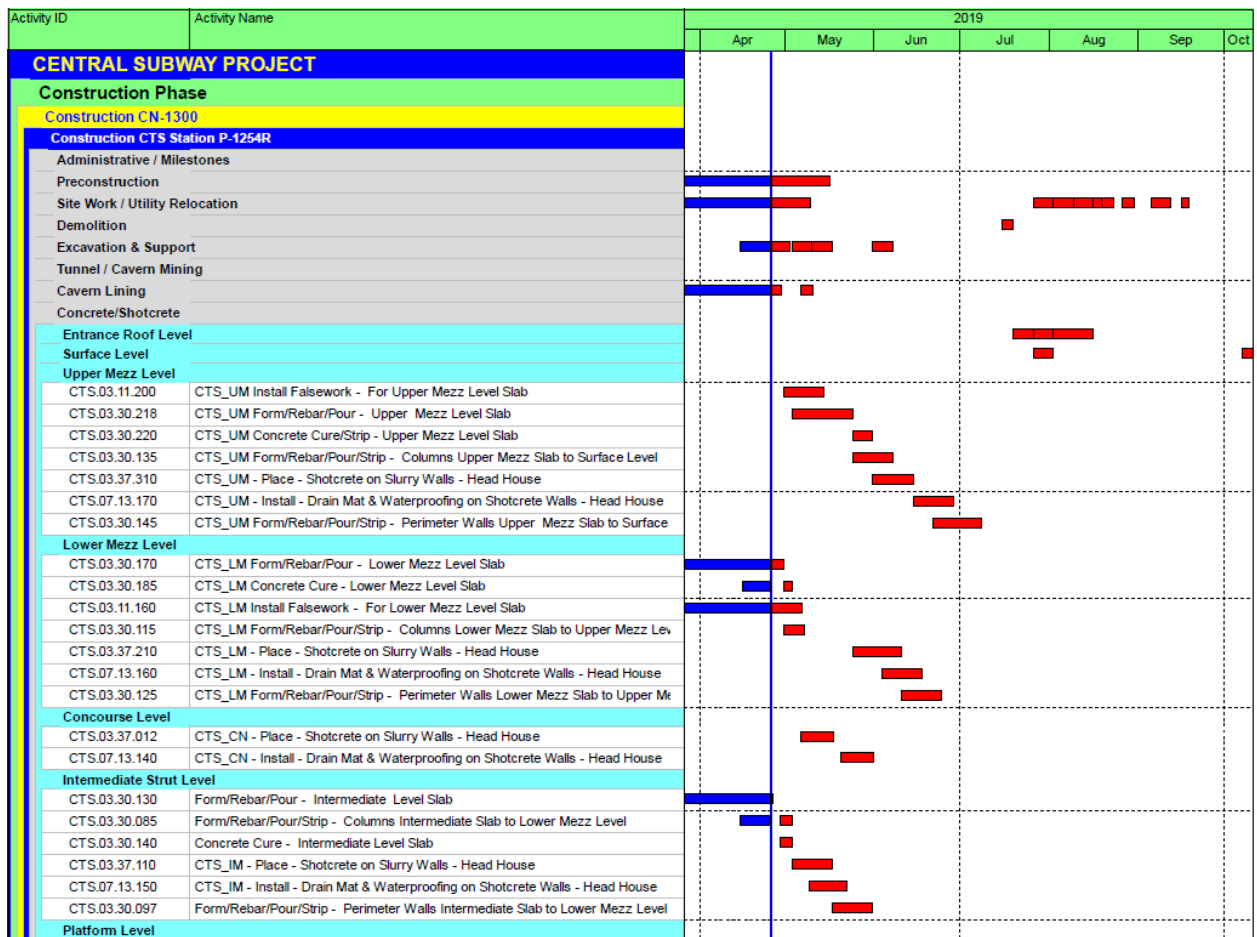 Activity ID Activity Name 2019
Apr May Jun Jul Aug Sep Oct
CENTRAL SUBWAY PROJECT
Construction Phase
Construction CN-1300
Construction CTS Station P-1254R
Administrative / Milestones
Preconstruction
Site Work / Utility Relocation
Demolition
Excavation & Support
Tunnel / Cavern Mining
Cavern Lining
Concrete/Shotcrete
Entrance Roof Level
Surface Level
Upper Mezz Level
CTS.03.11.200 CTS_UM Install Falsework - For Upper Mezz Level Slab
CTS.03.30.218 CTS_UM Form/Rebar/Pour - Upper Mezz Level Slab
CTS.03.30.220 CTS_UM Concrete Cure/Strip - Upper Mezz Level Slab
CTS.03.30.135 CTS_UM Form/Rebar/Pour/Strip - Columns Upper Mezz Slab to Surface Level
CTS.03.37.310 CTS_UM - Place - Shotcrete on Slurry Walls - Head House
CTS.07.13.170 CTS_UM - Install - Drain Mat & Waterproofing on Shotcrete Walls - Head House
CTS.03.30.145 CTS_UM Form/Rebar/Pour/Strip - Perimeter Walls Upper Mezz Slab to Surface
Lower Mezz Level
CTS.03.30.170 CTS_LM Form/Rebar/Pour - Lower Mezz Level Slab
CTS.03.30.185 CTS_LM Concrete Cure - Lower Mezz Level Slab
CTS.03.11.160 CTS_LM Install Falsework - For Lower Mezz Level Slab
CTS.03.30.115 CTS_LM Form/Rebar/Pour/Strip - Columns Lower Mezz Slab to Upper Mezz Lev
CTS.03.37.210 CTS_LM - Place - Shotcrete on Slurry Walls - Head House
CTS.07.13.160 CTS_LM - Install - Drain Mat & Waterproofing on Shotcrete Walls - Head House
CTS.03.30.125 CTS_LM Form/Rebar/Pour/Strip - Perimeter Walls Lower Mezz Slab to Upper Me
Concourse Level
CTS.03.37.012 CTS_CN - Place - Shotcrete on Slurry Walls - Head House
CTS.07.13.140 CTS_CN - Install - Drain Mat & Waterproofing on Shotcrete Walls - Head House
Intermediate Strut Level
CTS.03.30.130 Form/Rebar/Pour - Intermediate Level Slab
CTS.03.30.085 Form/Rebar/Pour/Strip - Columns Intermediate Slab to Lower Mezz Level
CTS.03.30.140 Concrete Cure - Intermediate Level Slab
CTS.03.37.110 CTS_IM - Place - Shotcrete on Slurry Walls - Head House
CTS.07.13.150 CTS_IM - Install - Drain Mat & Waterproofing on Shotcrete Walls - Head House
CTS.03.30.097 Form/Rebar/Pour/Strip - Perimeter Walls Intermediate Slab to Lower Mezz Level
Platform Level